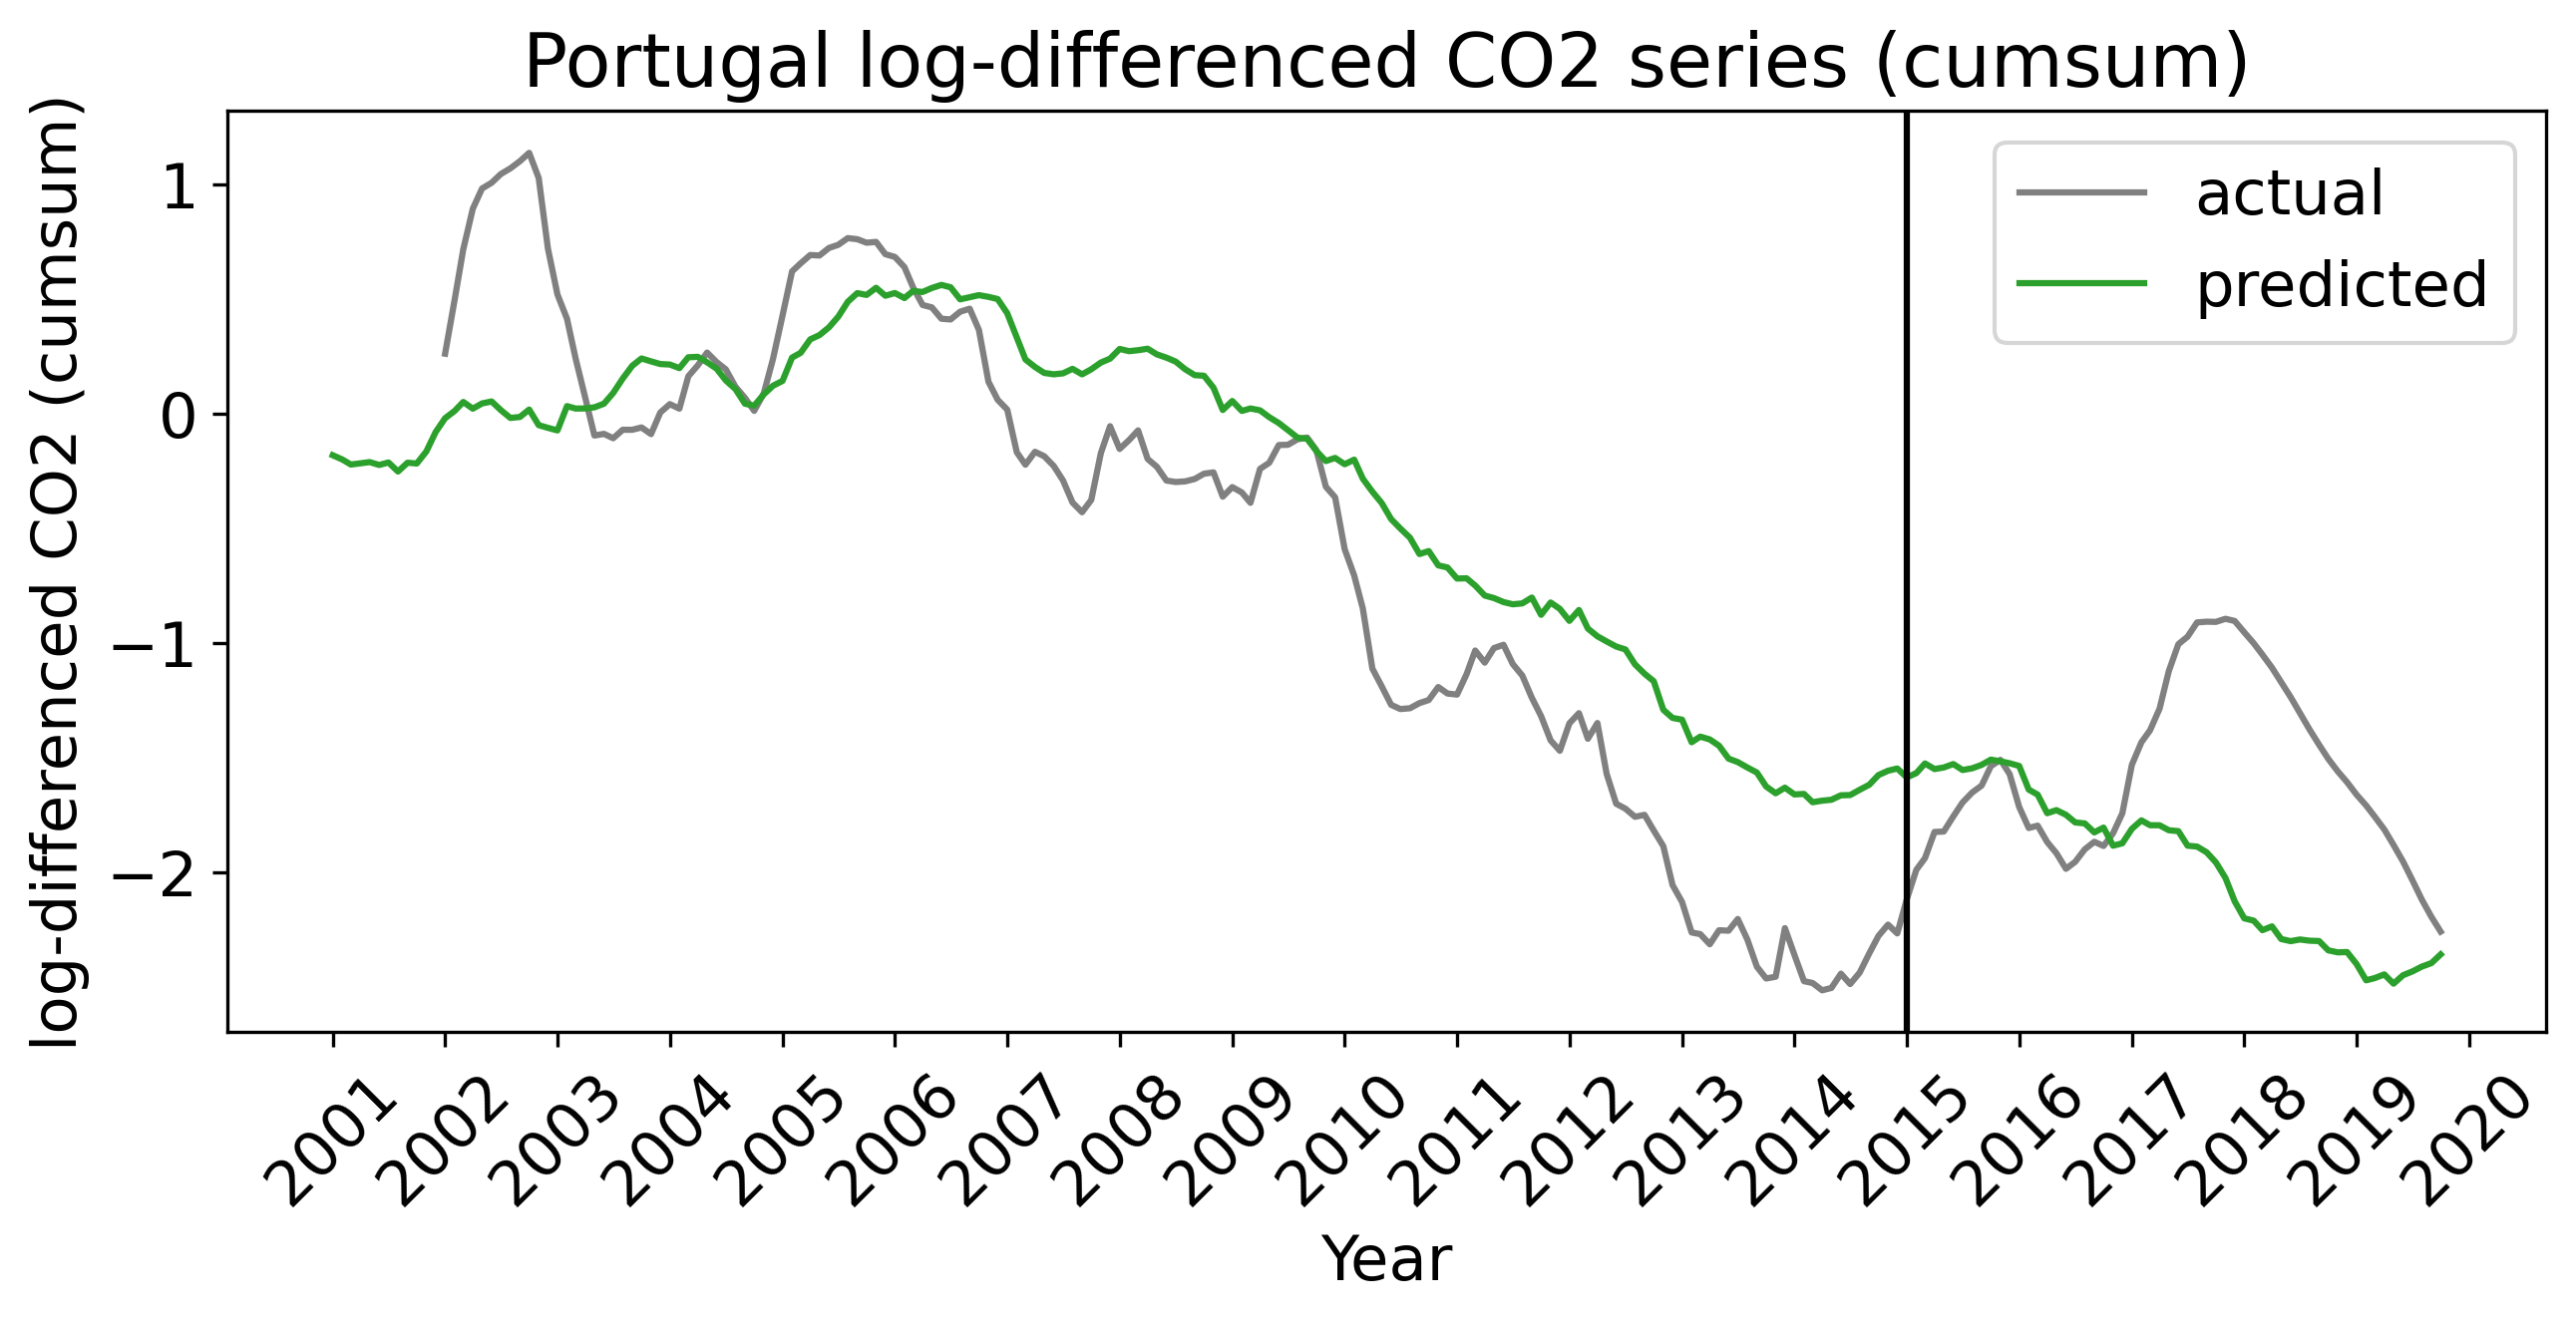 Portugal log-differenced CO2 series (cumsum)
log-differenced CO2 (cumsum)
1
0
−1
−2
actual
predicted
2001 2002 2003 2004 2005 2006 2007 2008 2009 2010 2011 2012 2013 2014 2015 2016 2017 2018 2019 2020
Year